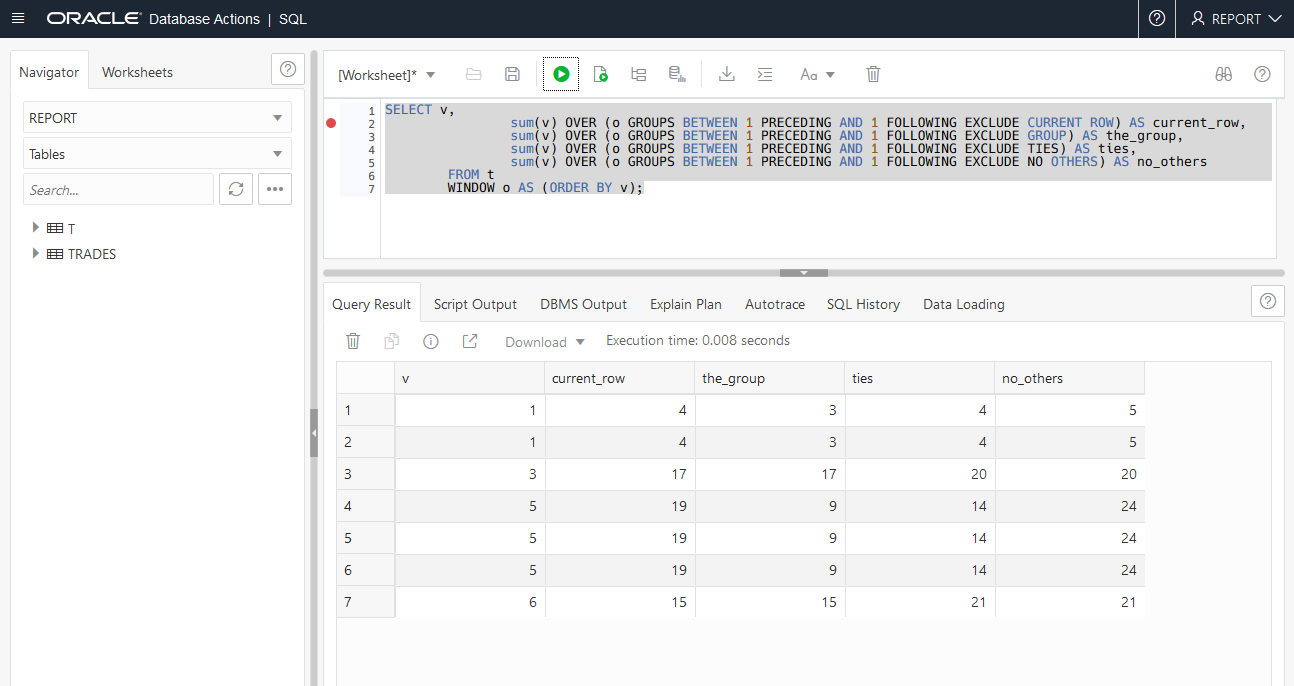 ORACLE Database Actions | SQL
REPORT
Navigator
Worksheets
REPORT
Tables
Search...
T
TRADES
[Worksheet]*
Aa
1 SELECT v,
2 sum(v) OVER (o GROUPS BETWEEN 1 PRECEDING AND 1 FOLLOWING EXCLUDE CURRENT ROW) AS current_row,
3 sum(v) OVER (o GROUPS BETWEEN 1 PRECEDING AND 1 FOLLOWING EXCLUDE GROUP) AS the_group,
4 sum(v) OVER (o GROUPS BETWEEN 1 PRECEDING AND 1 FOLLOWING EXCLUDE TIES) AS ties,
5 sum(v) OVER (o GROUPS BETWEEN 1 PRECEDING AND 1 FOLLOWING EXCLUDE NO OTHERS) AS no_others
6 FROM t
7 WINDOW o AS (ORDER BY v);
Query Result Script Output DBMS Output Explain Plan Autotrace SQL History Data Loading
Download Execution time: 0.008 seconds
v current_row the_group ties no_others
1 1 4 3 4 5
2 1 4 3 4 5
3 3 17 17 20 20
4 5 19 9 14 24
5 5 19 9 14 24
6 5 19 9 14 24
7 6 15 15 21 21